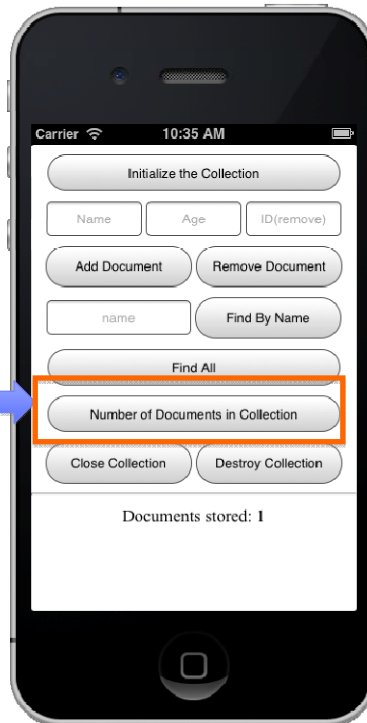 Carrier 10:35 AM
Initialize the Collection
Name Age ID(remove)
Add Document Remove Document
name Find By Name
Find All
Number of Documents in Collection
Close Collection Destroy Collection
Documents stored: 1